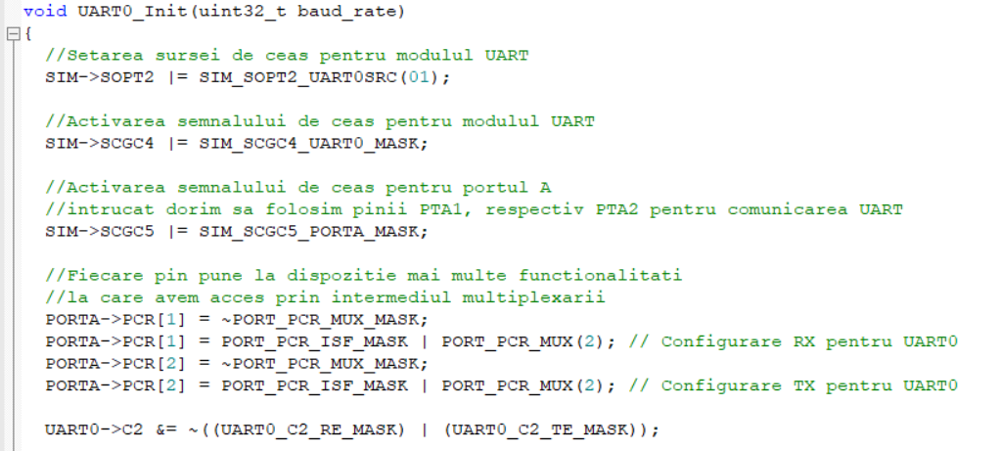 void UART0_Init(uint32_t baud_rate)
{
//Setarea sursei de ceas pentru modulul UART
SIM->SOPT2 |= SIM_SOPT2_UART0SRC(01);
//Activarea semnalului de ceas pentru modulul UART
SIM->SCGC4 |= SIM_SCGC4_UART0_MASK;
//Activarea semnalului de ceas pentru portul A
//intrucat dorim sa folosim pinii PTA1, respectiv PTA2 pentru comunicarea UART
SIM->SCGC5 |= SIM_SCGC5_PORTA_MASK;
//Fiecare pin pune la dispozitie mai multe functionalitati
//la care avem acces prin intermediul multiplexarii
PORTA->PCR[1] = ~PORT_PCR_MUX_MASK;
PORTA->PCR[1] = PORT_PCR_ISF_MASK | PORT_PCR_MUX(2); // Configurare RX pentru UART0
PORTA->PCR[2] = ~PORT_PCR_MUX_MASK;
PORTA->PCR[2] = PORT_PCR_ISF_MASK | PORT_PCR_MUX(2); // Configurare TX pentru UART0
UART0->C2 &= ~((UART0_C2_RE_MASK) | (UART0_C2_TE_MASK));